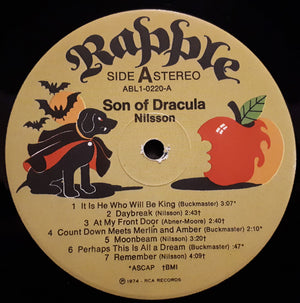 Rapple
SIDE A STEREO
ABL1-0220-A
Son of Dracula
Nilsson
1 It Is He Who Will Be King (Buckmaster) 3:07*
2 Daybreak (Nilsson) 2:43†
3 At My Front Door (Abner-Moon) 2:40†
4 Count Down Meets Merlin and Amber (Buckmaster) 2:10*
5 Moonbeam (Nilsson) 3:20†
6 Perhaps This Is All a Dream (Buckmaster) :47*
7 Remember (Nilsson) 4:09†
*ASCAP †BMI
℗ 1974 - RCA RECORDS